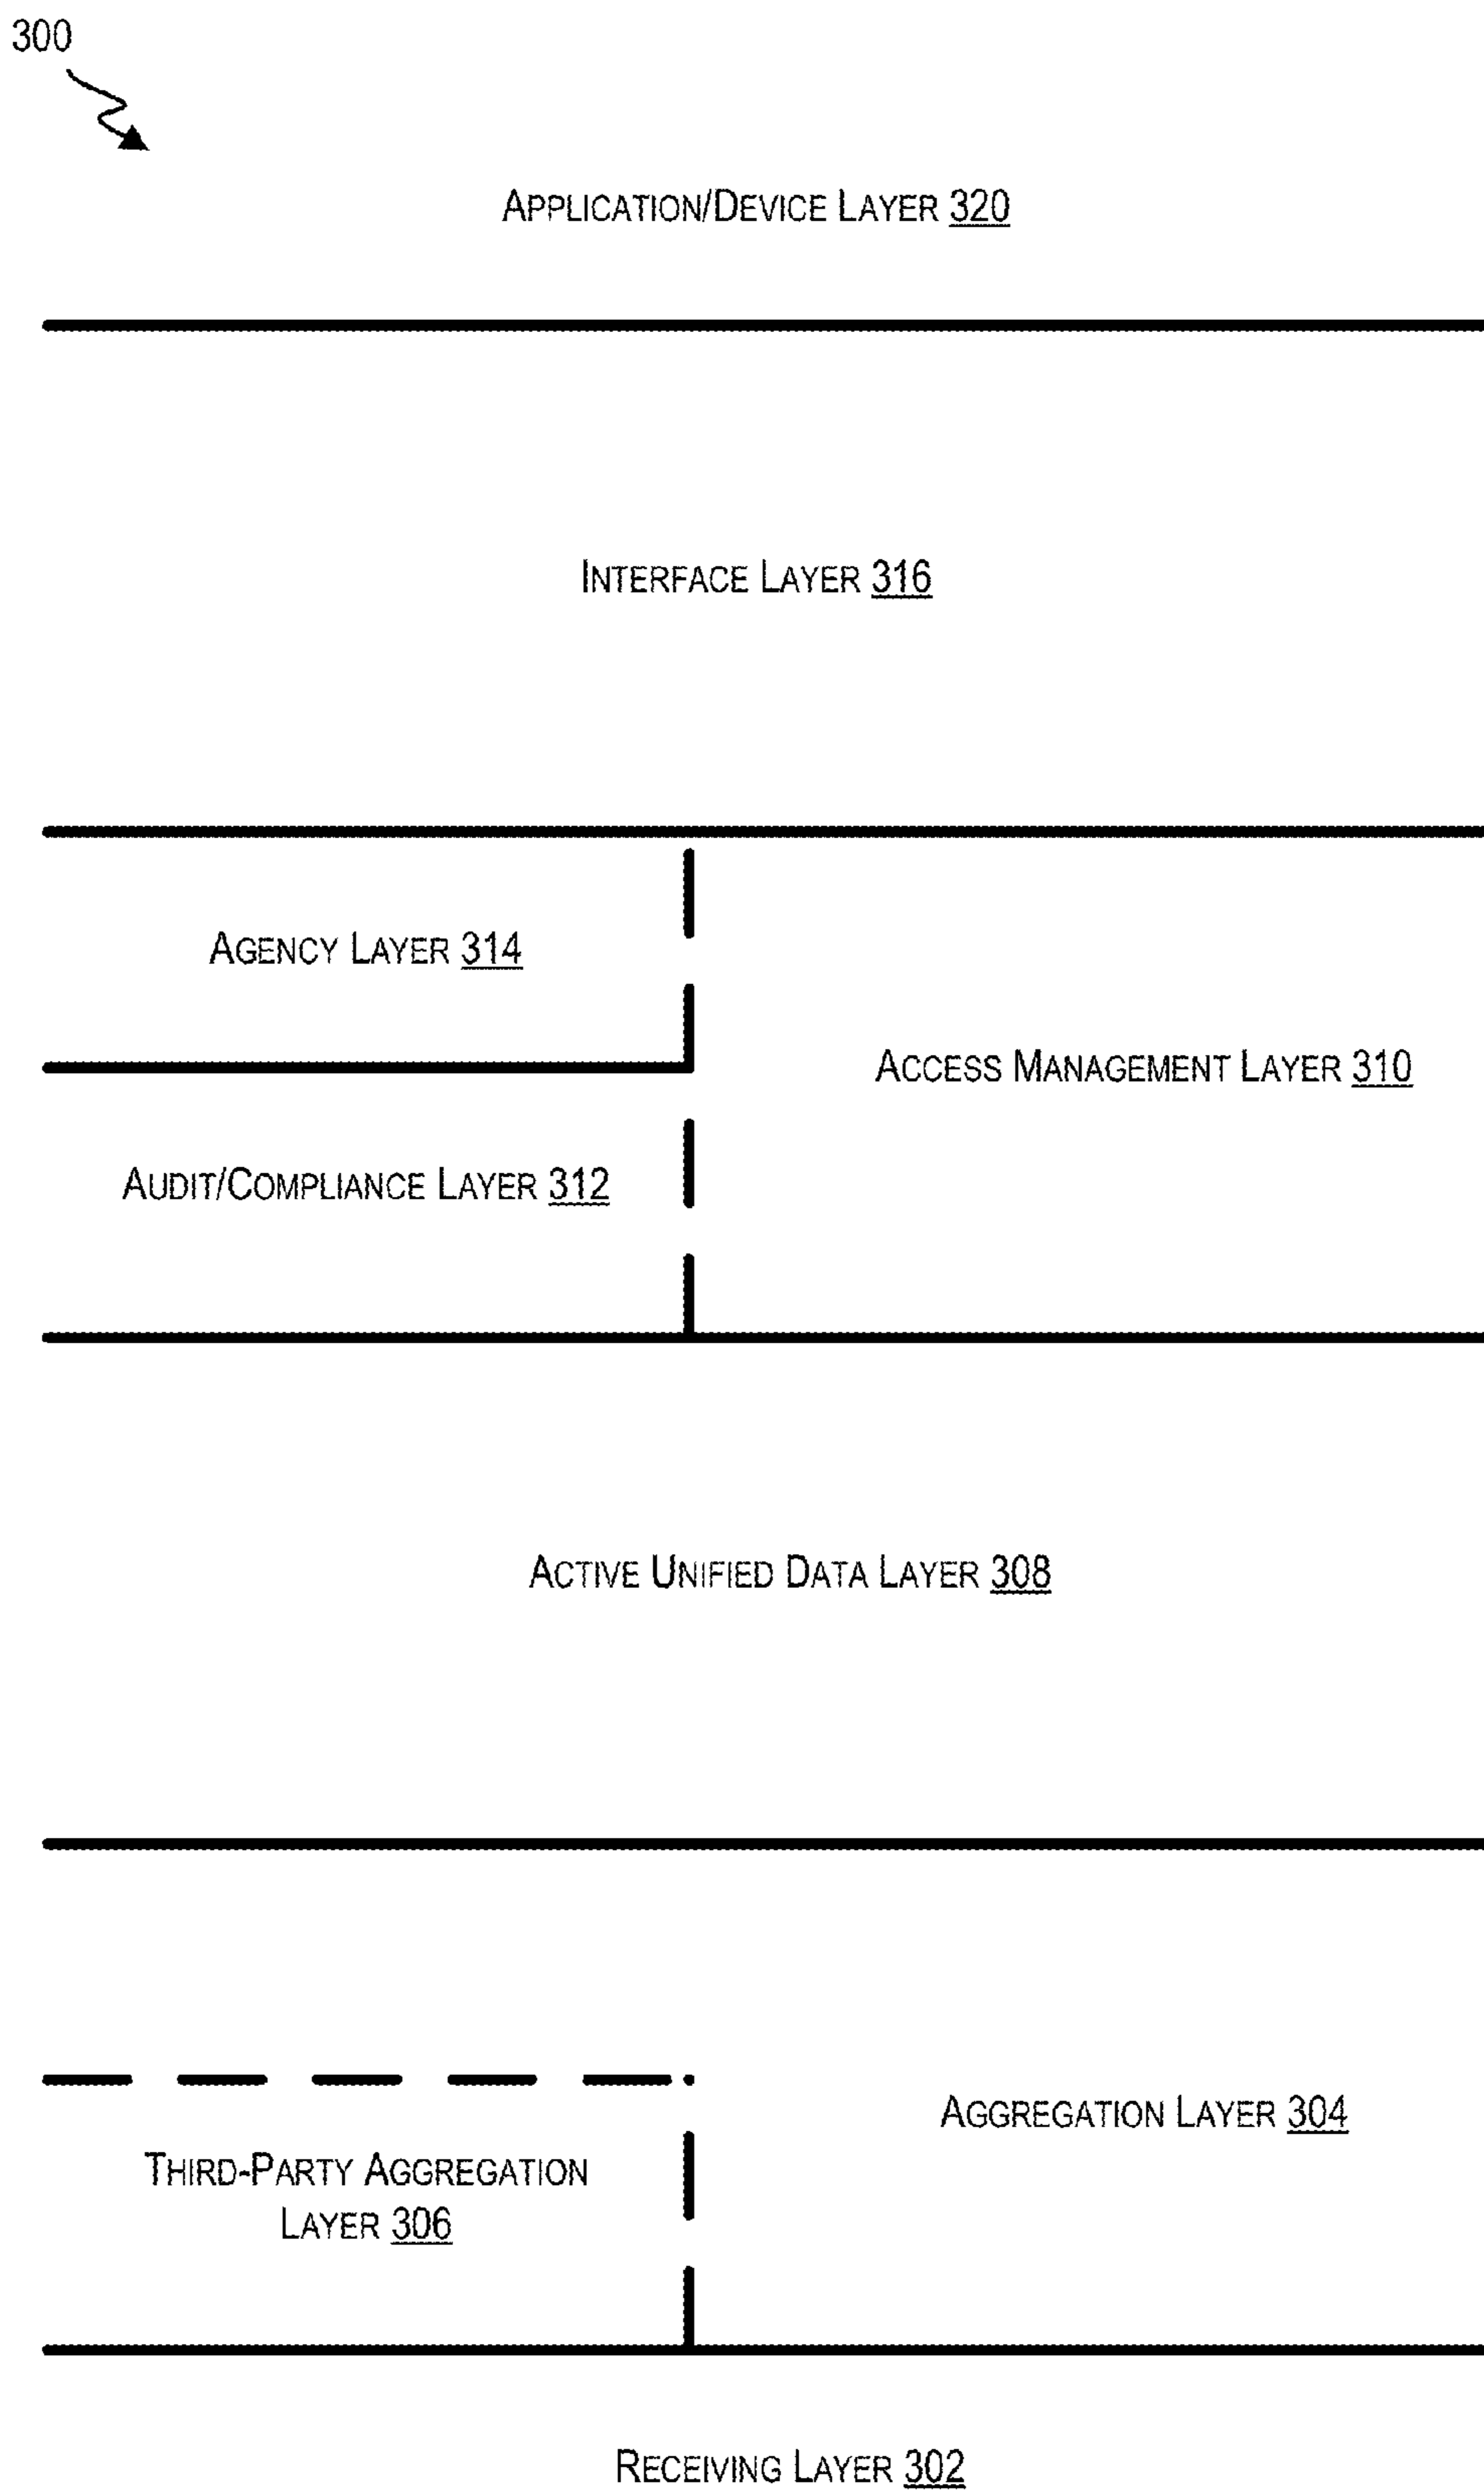 300
APPLICATION/DEVICE LAYER 320
INTERFACE LAYER 316
AGENCY LAYER 314
ACCESS MANAGEMENT LAYER 310
AUDIT/COMPLIANCE LAYER 312
ACTIVE UNIFIED DATA LAYER 308
AGGREGATION LAYER 304
THIRD-PARTY AGGREGATION
LAYER 306
RECEIVING LAYER 302